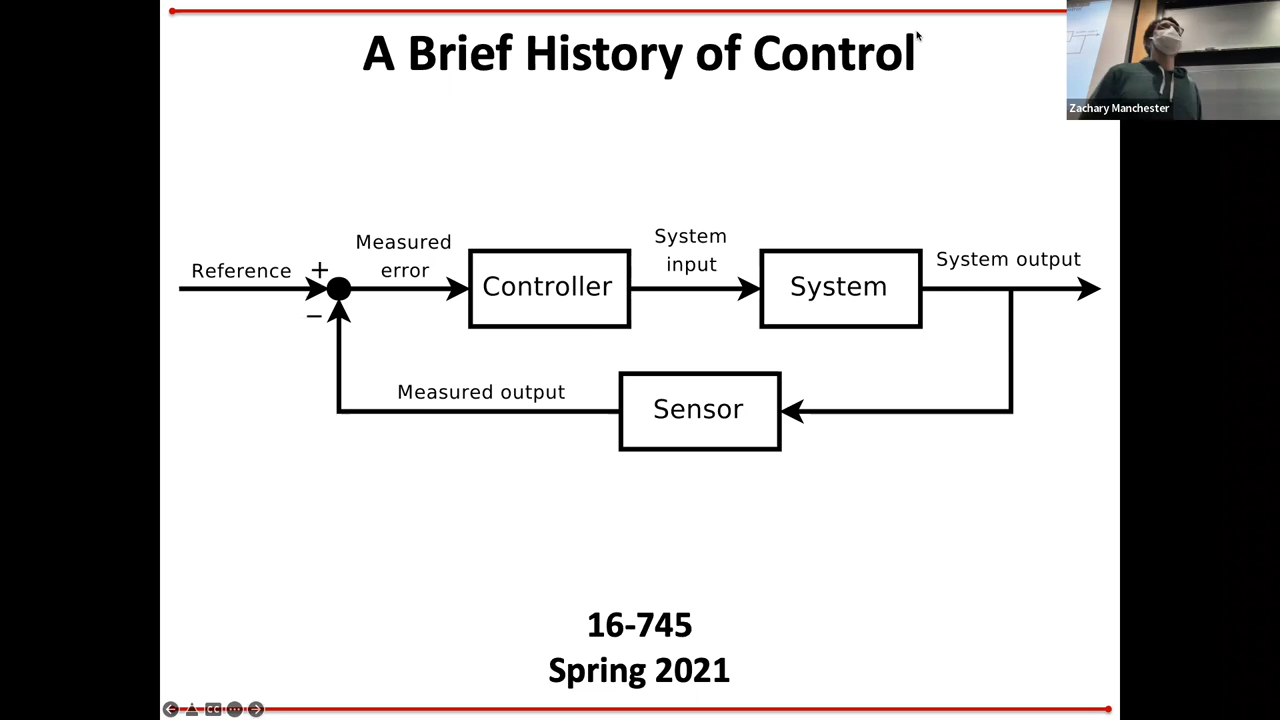 A Brief History of Control
Zachary Manchester
Reference
+
−
Measured
error
Controller
System
input
System
System output
Measured output
Sensor
16-745
Spring 2021
CC